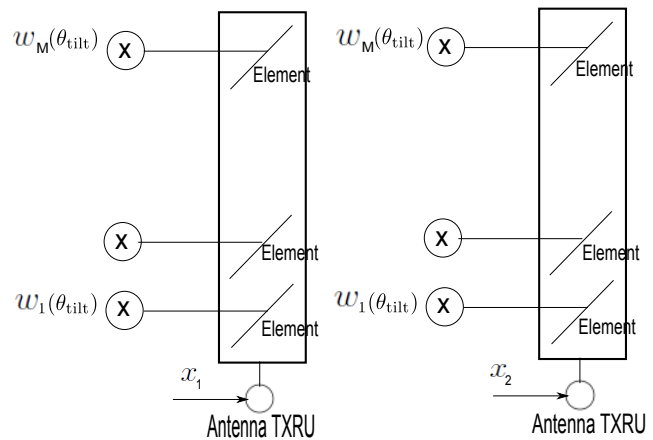 w_M(θ_tilt) X Element
X Element
w_1(θ_tilt) X Element
x_1
Antenna TXRU
w_M(θ_tilt) X Element
X Element
w_1(θ_tilt) X Element
x_2
Antenna TXRU